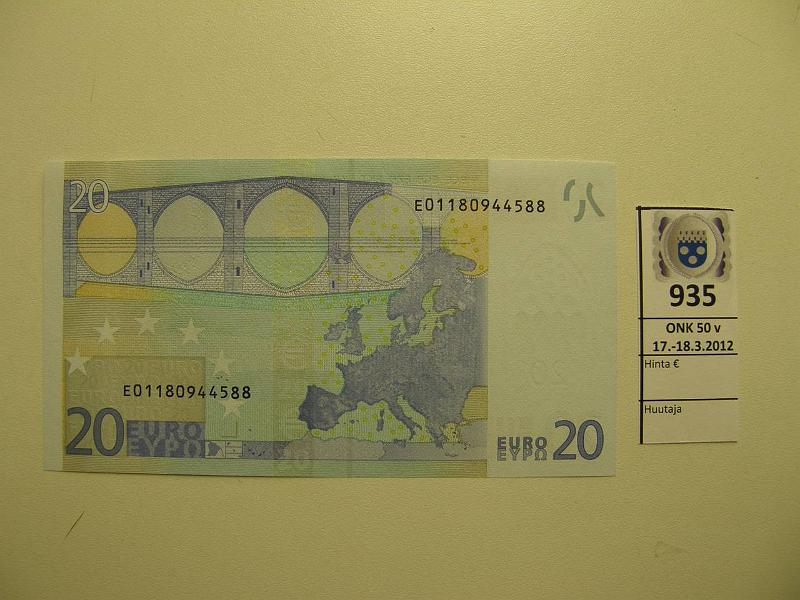 20
E01180944588
E01180944588
20 EURO
ΕΥΡΩ
EURO 20
ΕΥΡΩ
935
ONK 50 v
17.-18.3.2012
Hinta €
Huutaja